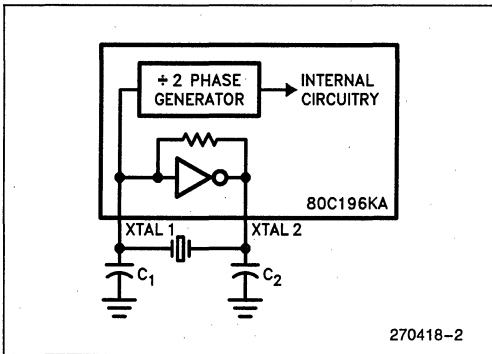 ÷ 2 PHASE
GENERATOR
INTERNAL
CIRCUITRY
80C196KA
XTAL 1
XTAL 2
C1
C2
270418-2